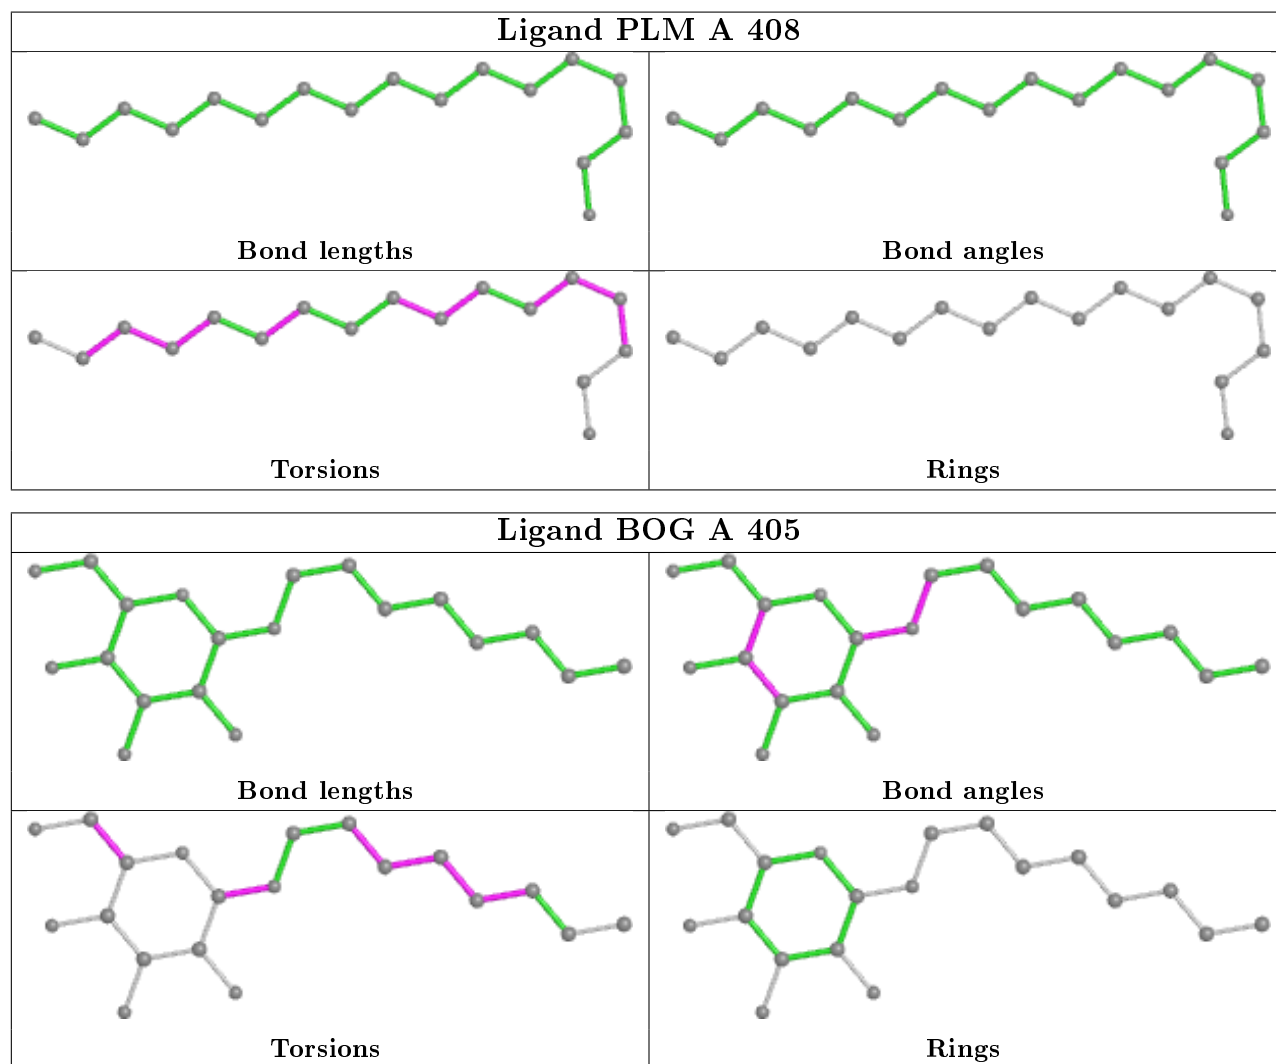 Ligand PLM A 408
Bond lengths
Bond angles
Torsions
Rings
Ligand BOG A 405
Bond lengths
Bond angles
Torsions
Rings